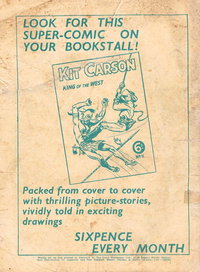 LOOK FOR THIS
SUPER-COMIC ON
YOUR BOOKSTALL!
KIT CARSON
KING OF THE WEST
6D
Packed from cover to cover
with thrilling picture-stories,
vividly told in exciting
drawings
SIXPENCE
EVERY MONTH